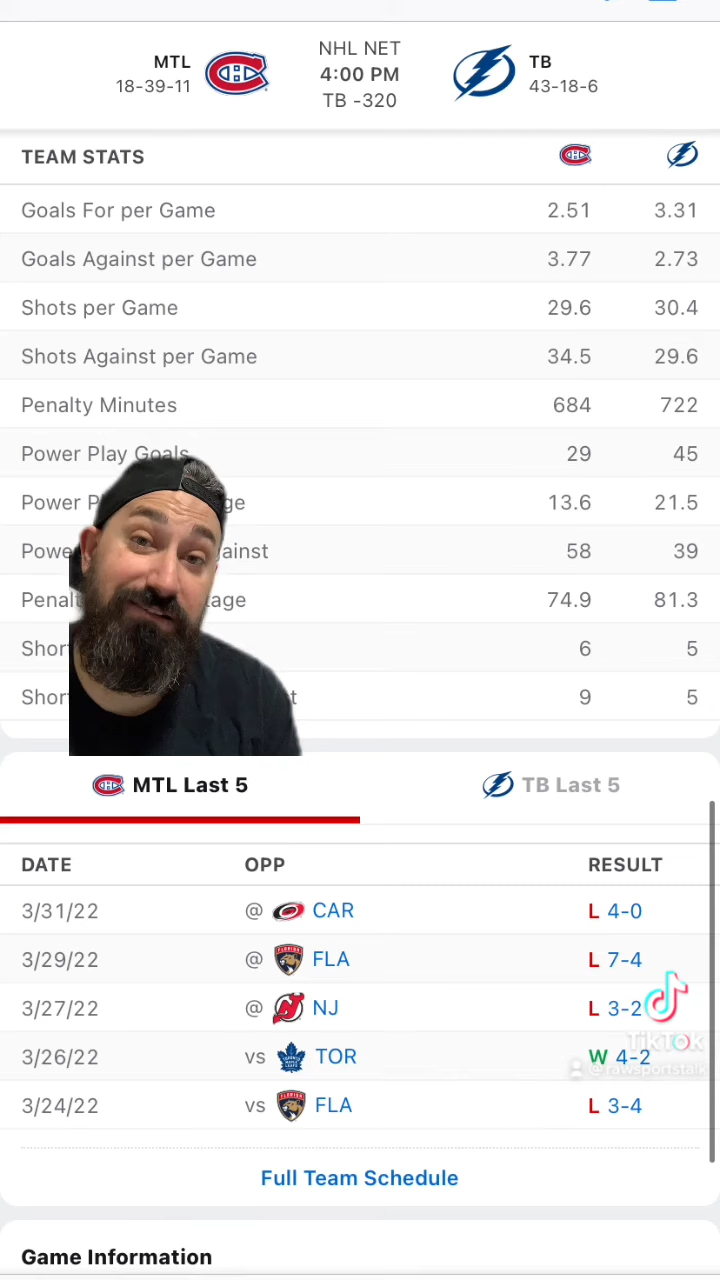 NHL NET
MTL
18-39-11
4:00 PM
TB -320
TB
43-18-6
TEAM STATS
Goals For per Game 2.51 3.31
Goals Against per Game 3.77 2.73
Shots per Game 29.6 30.4
Shots Against per Game 34.5 29.6
Penalty Minutes 684 722
Power Play Goals 29 45
Power P ge 13.6 21.5
Powe ainst 58 39
Penalt tage 74.9 81.3
Shor 6 5
Shor t 9 5
MTL Last 5 TB Last 5
DATE OPP RESULT
3/31/22 @ CAR L 4-0
3/29/22 @ FLA L 7-4
3/27/22 @ NJ L 3-2
3/26/22 vs TOR W 4-2
3/24/22 vs FLA L 3-4
TikTok
@rawsportstalk
Full Team Schedule
Game Information